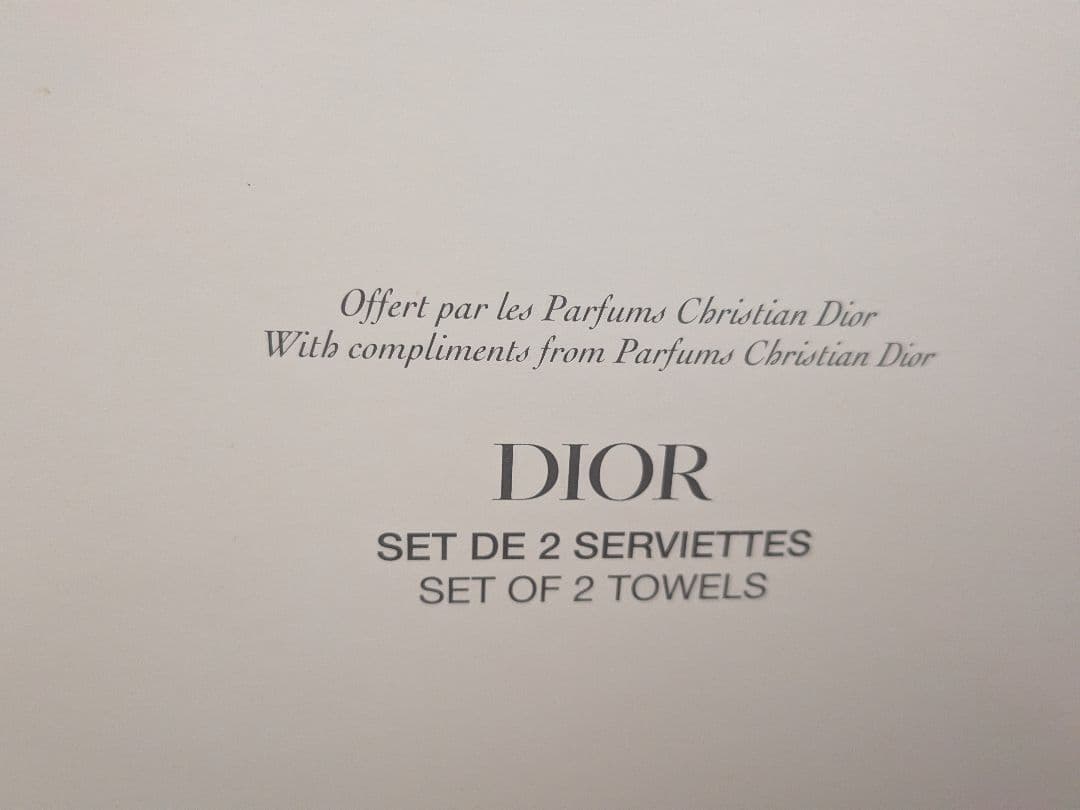 Offert par les Parfums Christian Dior
With compliments from Parfums Christian Dior
DIOR
SET DE 2 SERVIETTES
SET OF 2 TOWELS